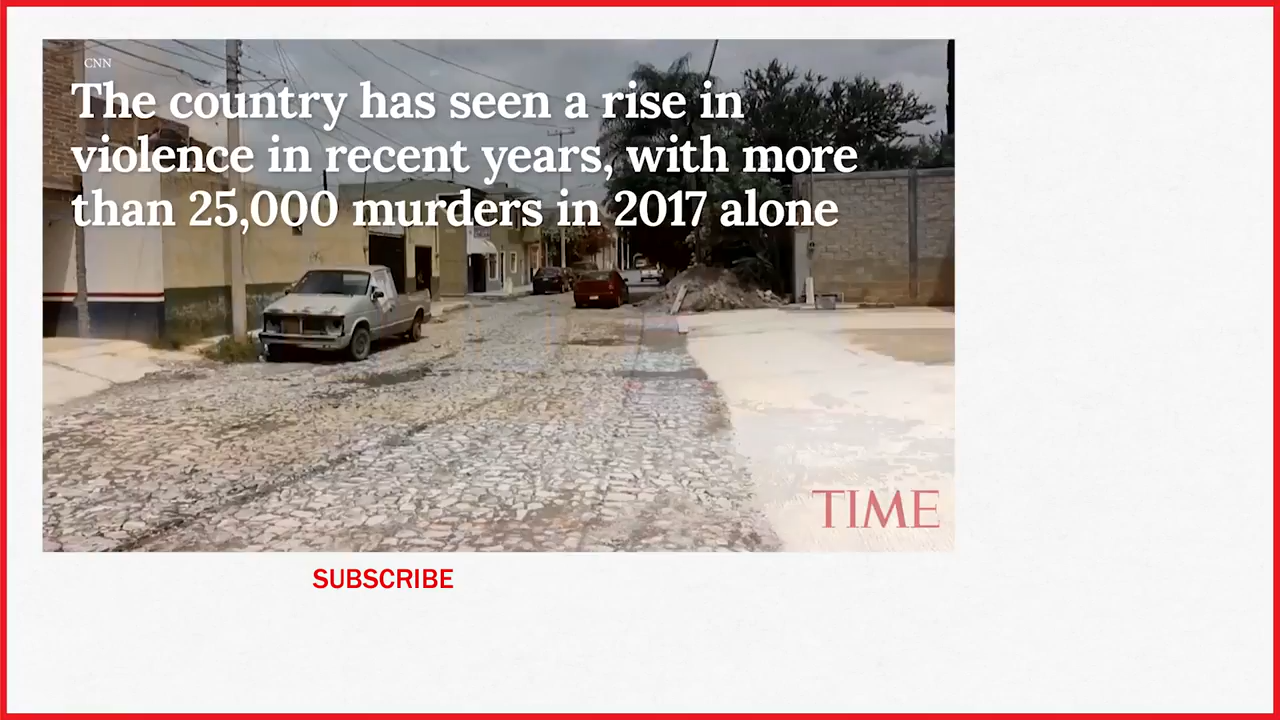 CNN
The country has seen a rise in
violence in recent years, with more
than 25,000 murders in 2017 alone
TIME
SUBSCRIBE